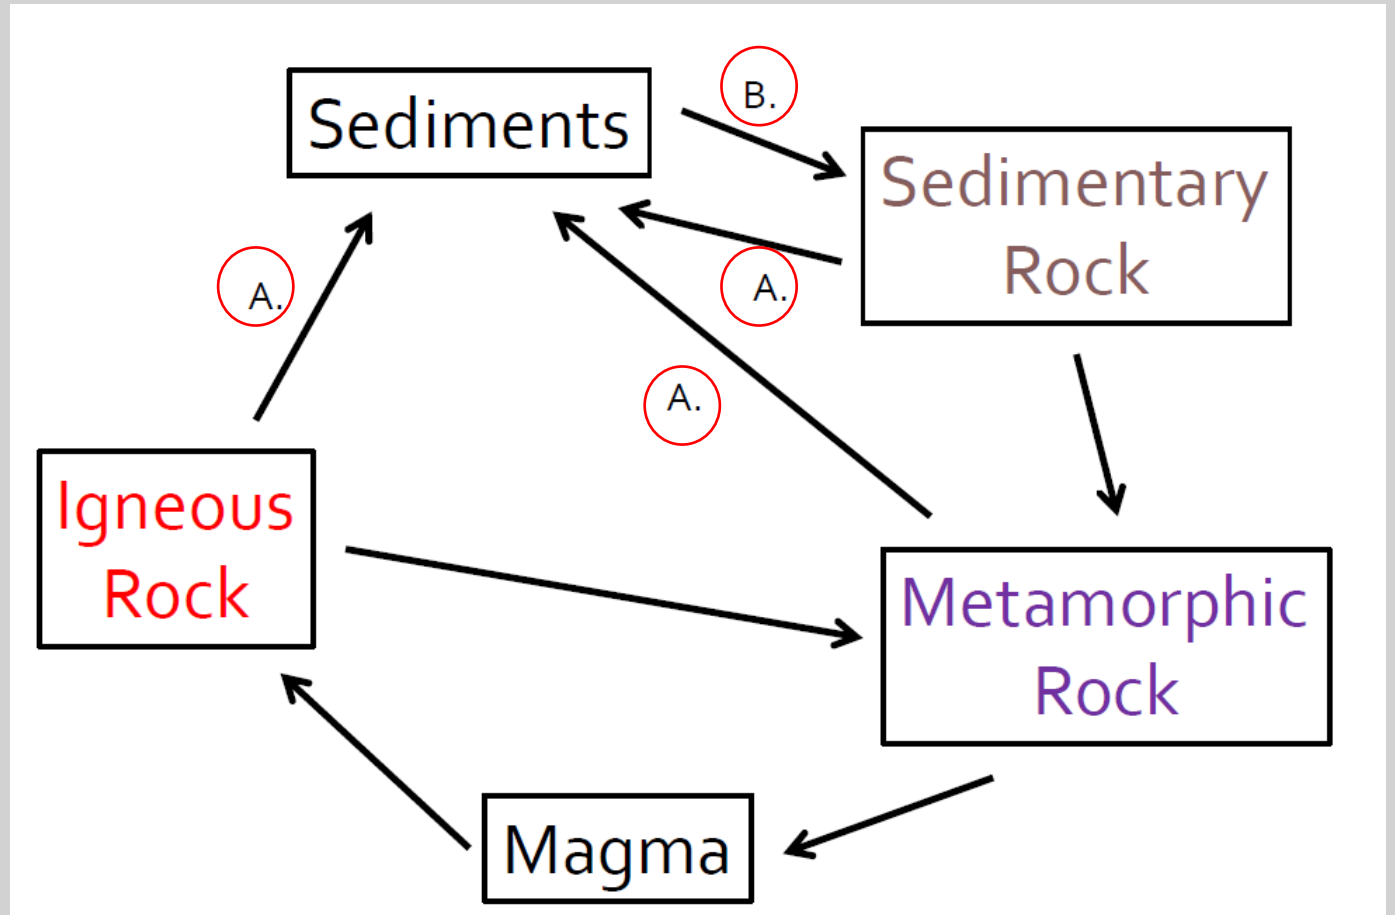 Sediments
B.
Sedimentary
Rock
A.
A.
A.
Igneous
Rock
Metamorphic
Rock
Magma